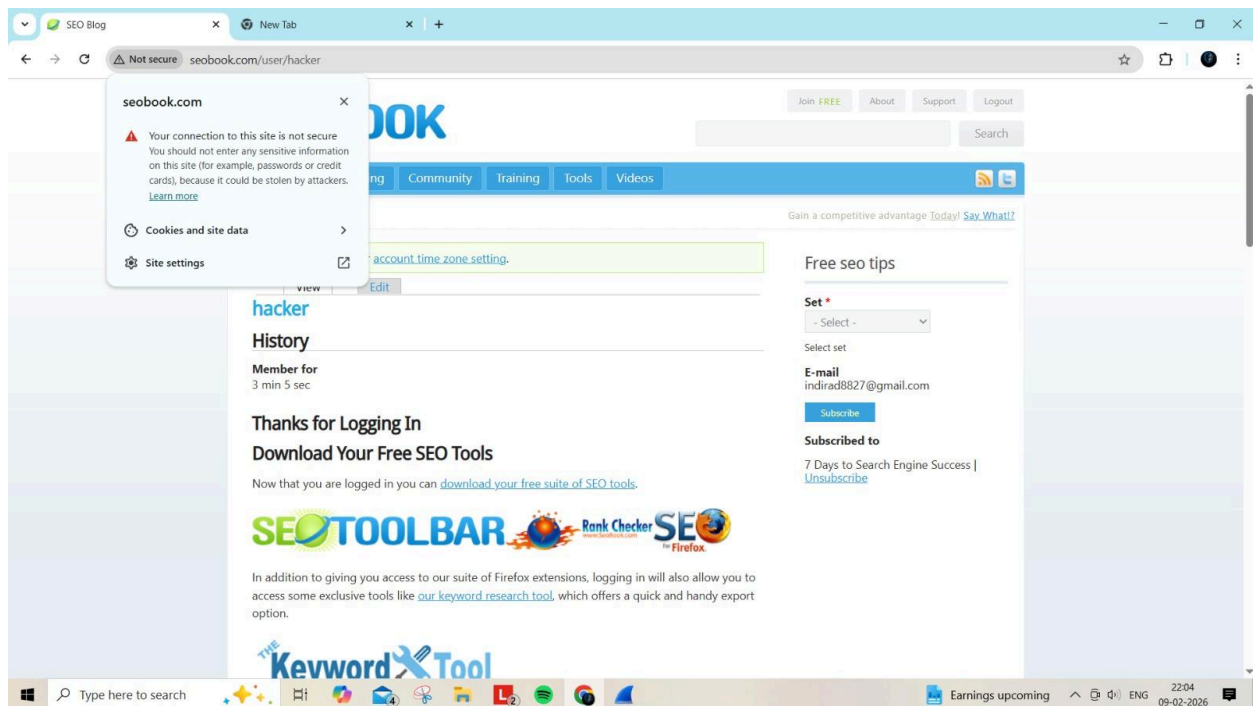 SEO Blog
New Tab
Not secure
seobook.com/user/hacker
seobook.com
Your connection to this site is not secure
You should not enter any sensitive information
on this site (for example, passwords or credit
cards), because it could be stolen by attackers.
Learn more
Cookies and site data
Site settings
OOK
Join FREE
About
Support
Logout
Search
ng
Community
Training
Tools
Videos
Gain a competitive advantage Today! Say What!?
account time zone setting.
View
Edit
hacker
History
Member for
3 min 5 sec
Thanks for Logging In
Download Your Free SEO Tools
Now that you are logged in you can download your free suite of SEO tools.
SEO TOOLBAR
Rank Checker
www.Seobook.com
SEO
for Firefox
In addition to giving you access to our suite of Firefox extensions, logging in will also allow you to
access some exclusive tools like our keyword research tool, which offers a quick and handy export
option.
THE
Keyword Tool
Free seo tips
Set *
- Select -
Select set
E-mail
indirad8827@gmail.com
Subscribe
Subscribed to
7 Days to Search Engine Success |
Unsubscribe
Type here to search
4
L
2
Earnings upcoming
ENG
22:04
09-02-2026